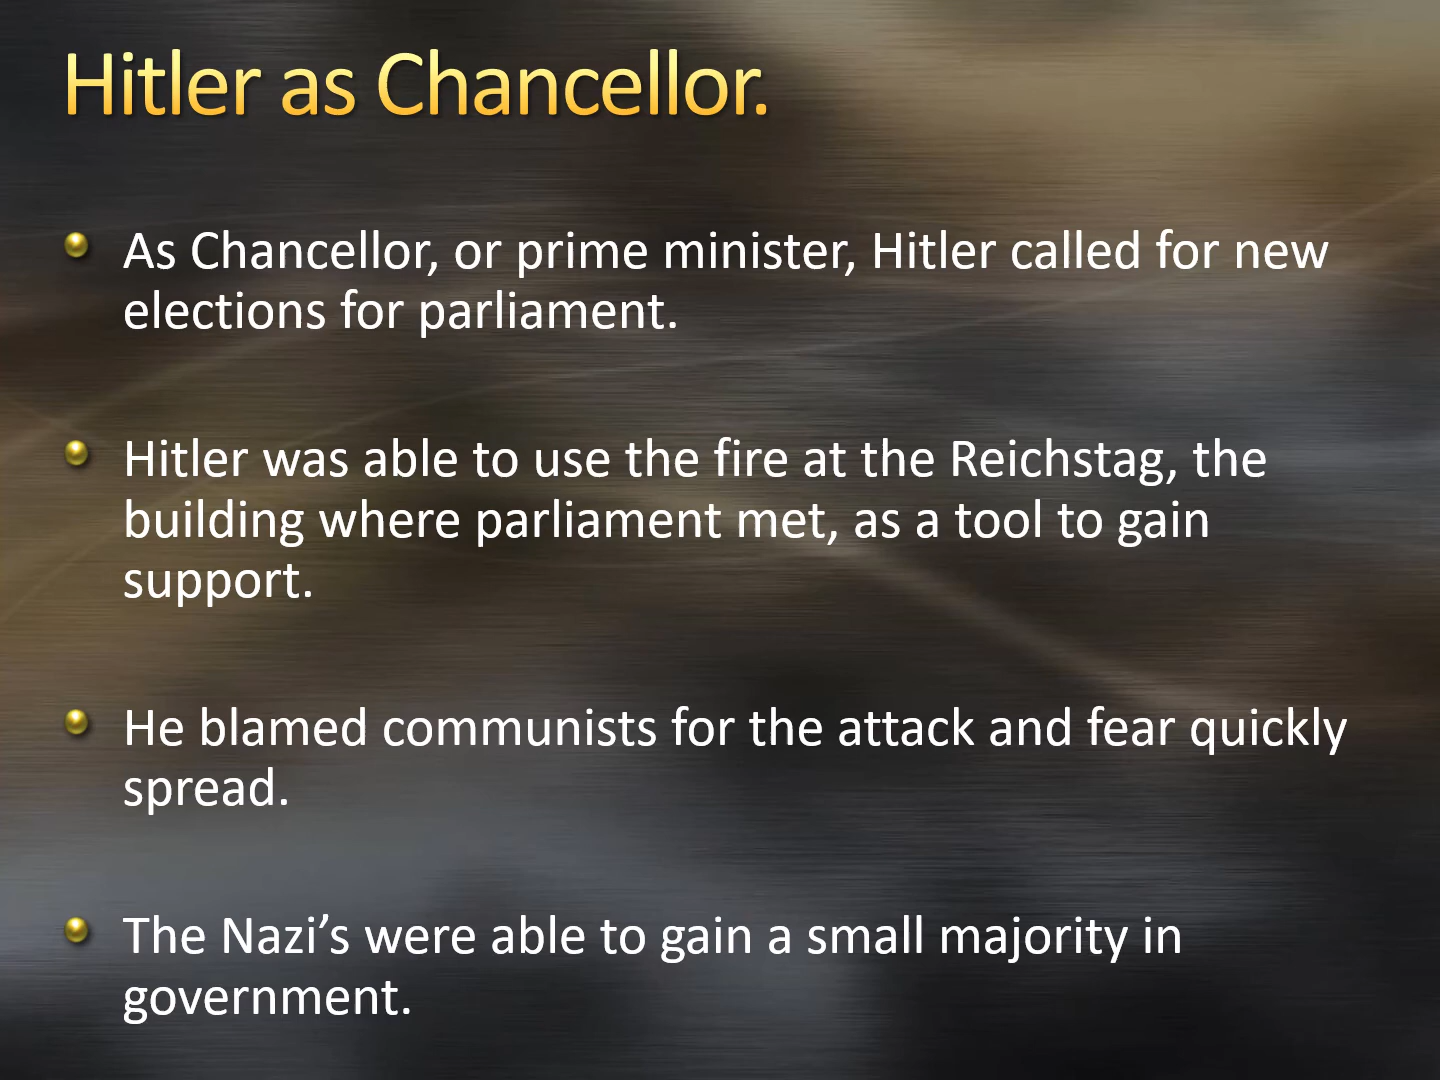 Hitler as Chancellor.
As Chancellor, or prime minister, Hitler called for new
elections for parliament.
Hitler was able to use the fire at the Reichstag, the
building where parliament met, as a tool to gain
support.
He blamed communists for the attack and fear quickly
spread.
The Nazi’s were able to gain a small majority in
government.